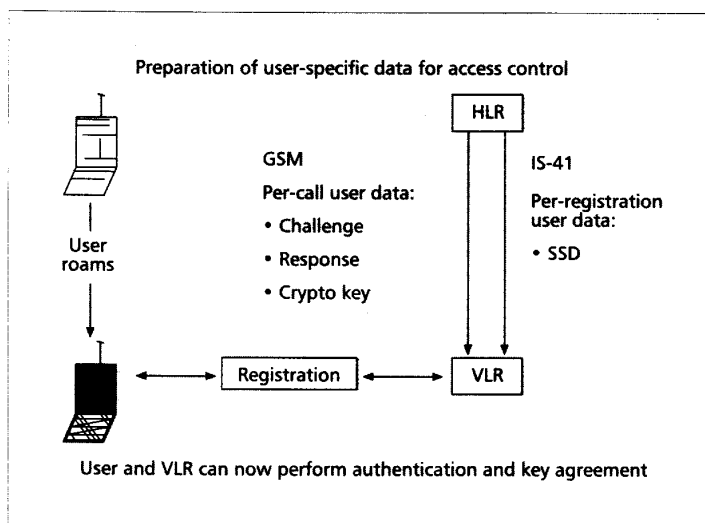 Preparation of user-specific data for access control
HLR
GSM
Per-call user data:
• Challenge
• Response
• Crypto key
IS-41
Per-registration
user data:
• SSD
User
roams
Registration
VLR
User and VLR can now perform authentication and key agreement